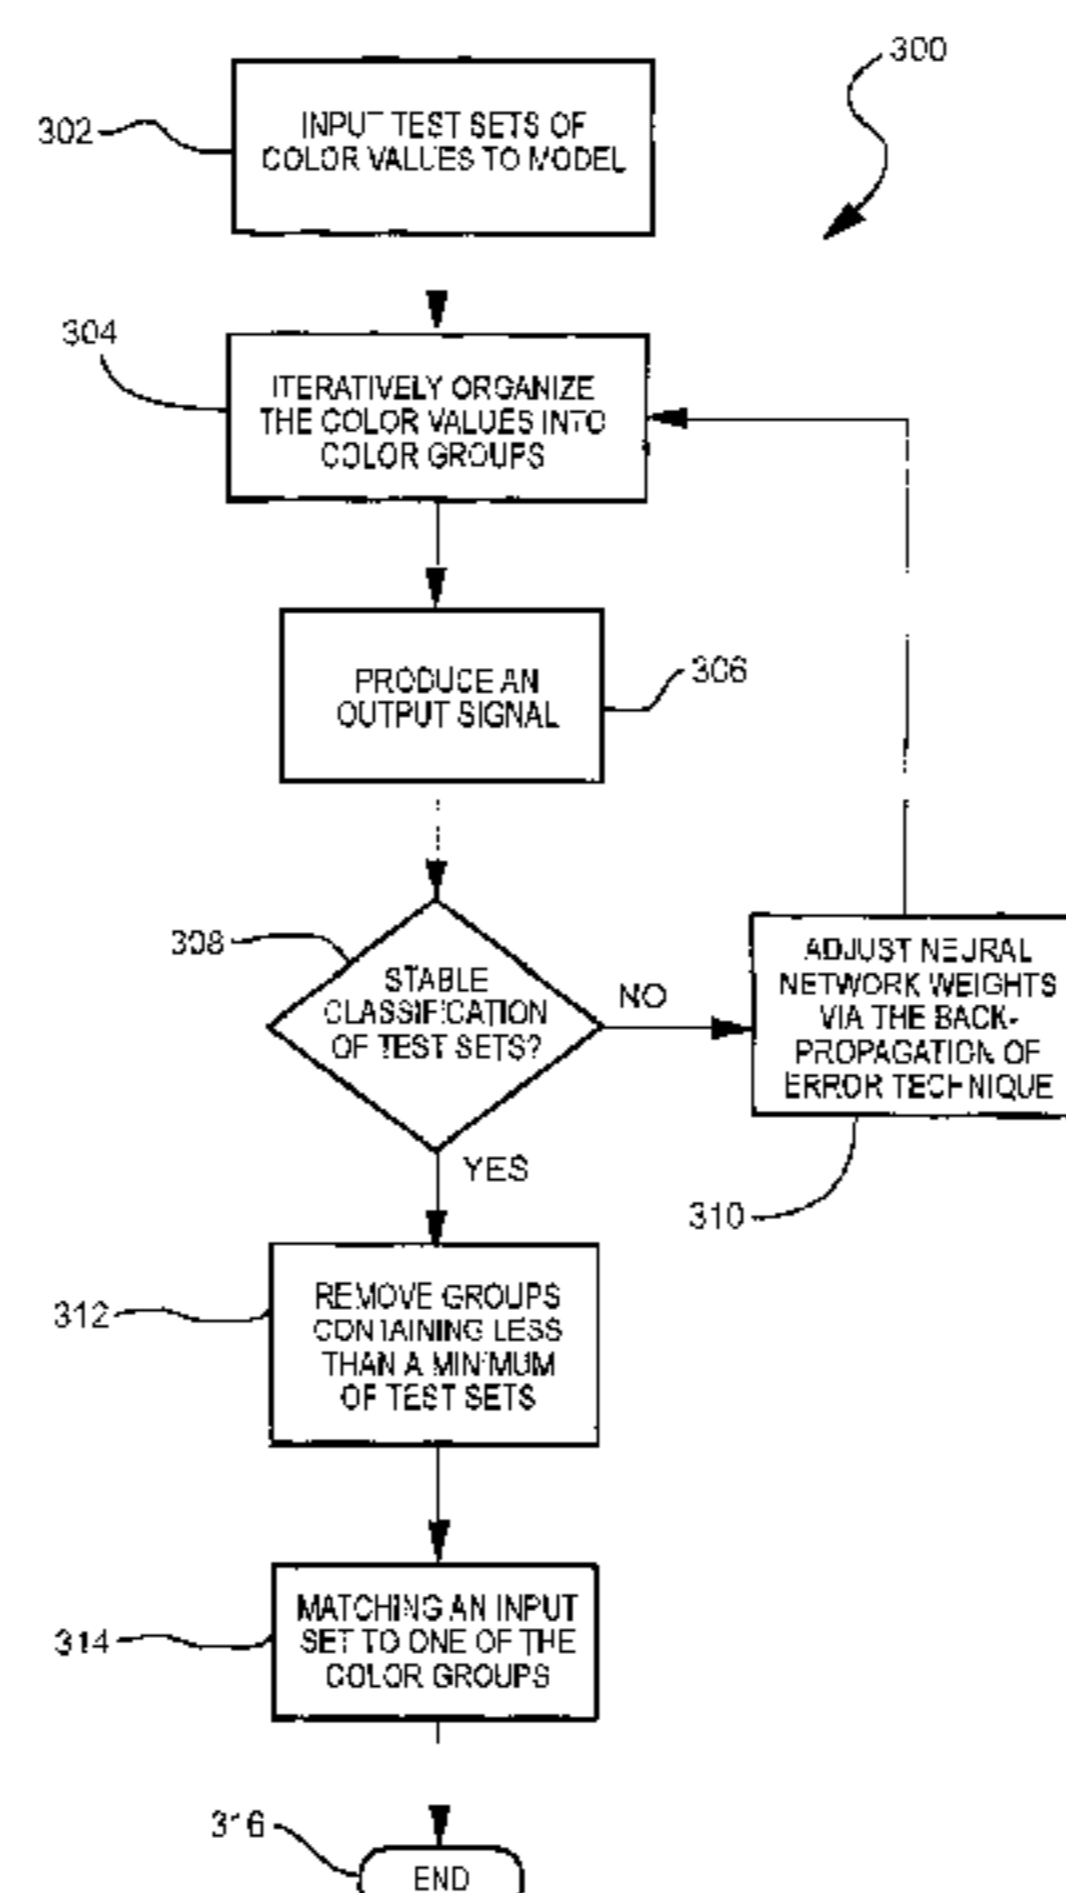 300
302
INPUT TEST SETS OF
COLOR VALUES TO MODEL
304
ITERATIVELY ORGANIZE
THE COLOR VALUES INTO
COLOR GROUPS
PRODUCE AN
OUTPUT SIGNAL
306
308
STABLE
CLASSIFICATION
OF TEST SETS?
NO
ADJUST NEURAL
NETWORK WEIGHTS
VIA THE BACK-
PROPAGATION OF
ERROR TECHNIQUE
310
YES
312
REMOVE GROUPS
CONTAINING LESS
THAN A MINIMUM
OF TEST SETS
314
MATCHING AN INPUT
SET TO ONE OF THE
COLOR GROUPS
316
END